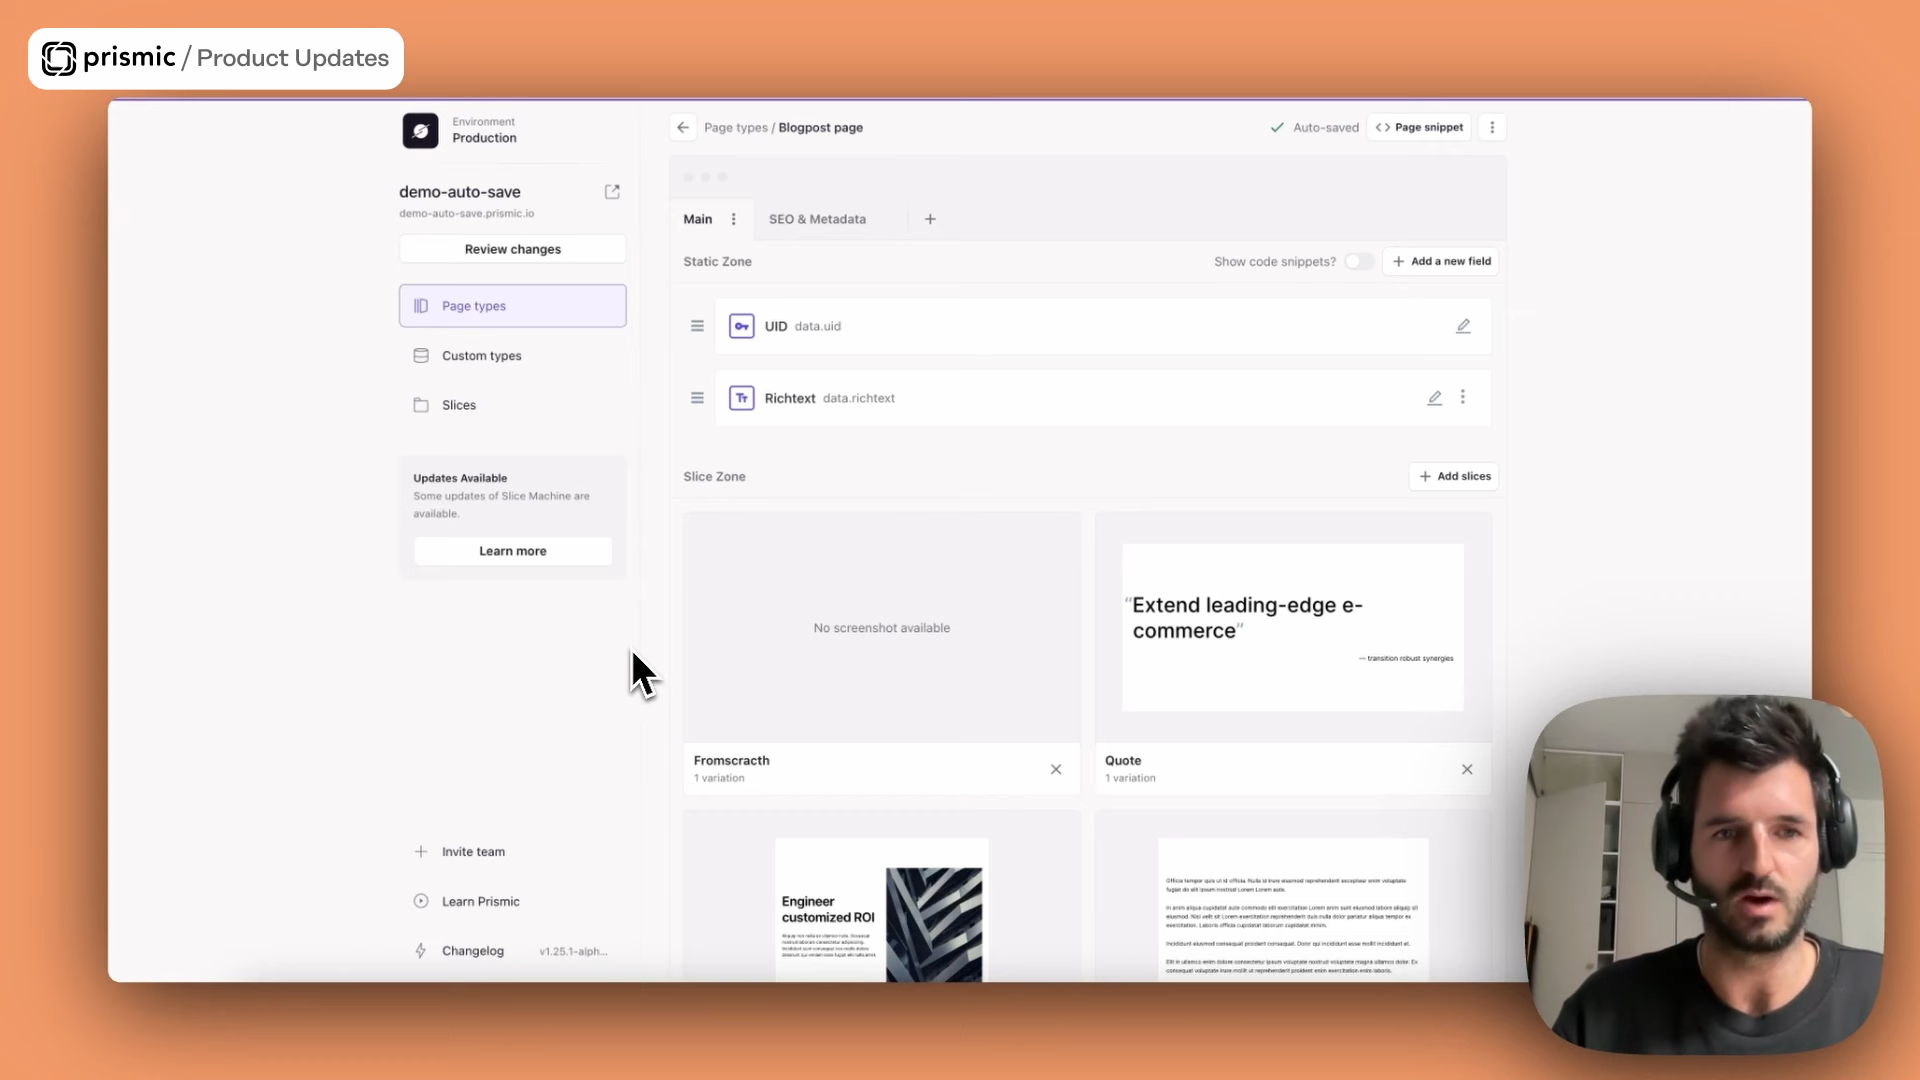 prismic / Product Updates
Environment
Production
demo-auto-save
demo-auto-save.prismic.io
Review changes
Page types
Custom types
Slices
Updates Available
Some updates of Slice Machine are
available.
Learn more
Invite team
Learn Prismic
Changelog v1.25.1-alph...
Page types / Blogpost page
Auto-saved
<> Page snippet
Main
SEO & Metadata
Static Zone
Show code snippets?
Add a new field
UID data.uid
Richtext data.richtext
Slice Zone
Add slices
No screenshot available
Fromscracth
1 variation
“Extend leading-edge e-
commerce”
— transition robust synergies
Quote
1 variation
Engineer
customized ROI